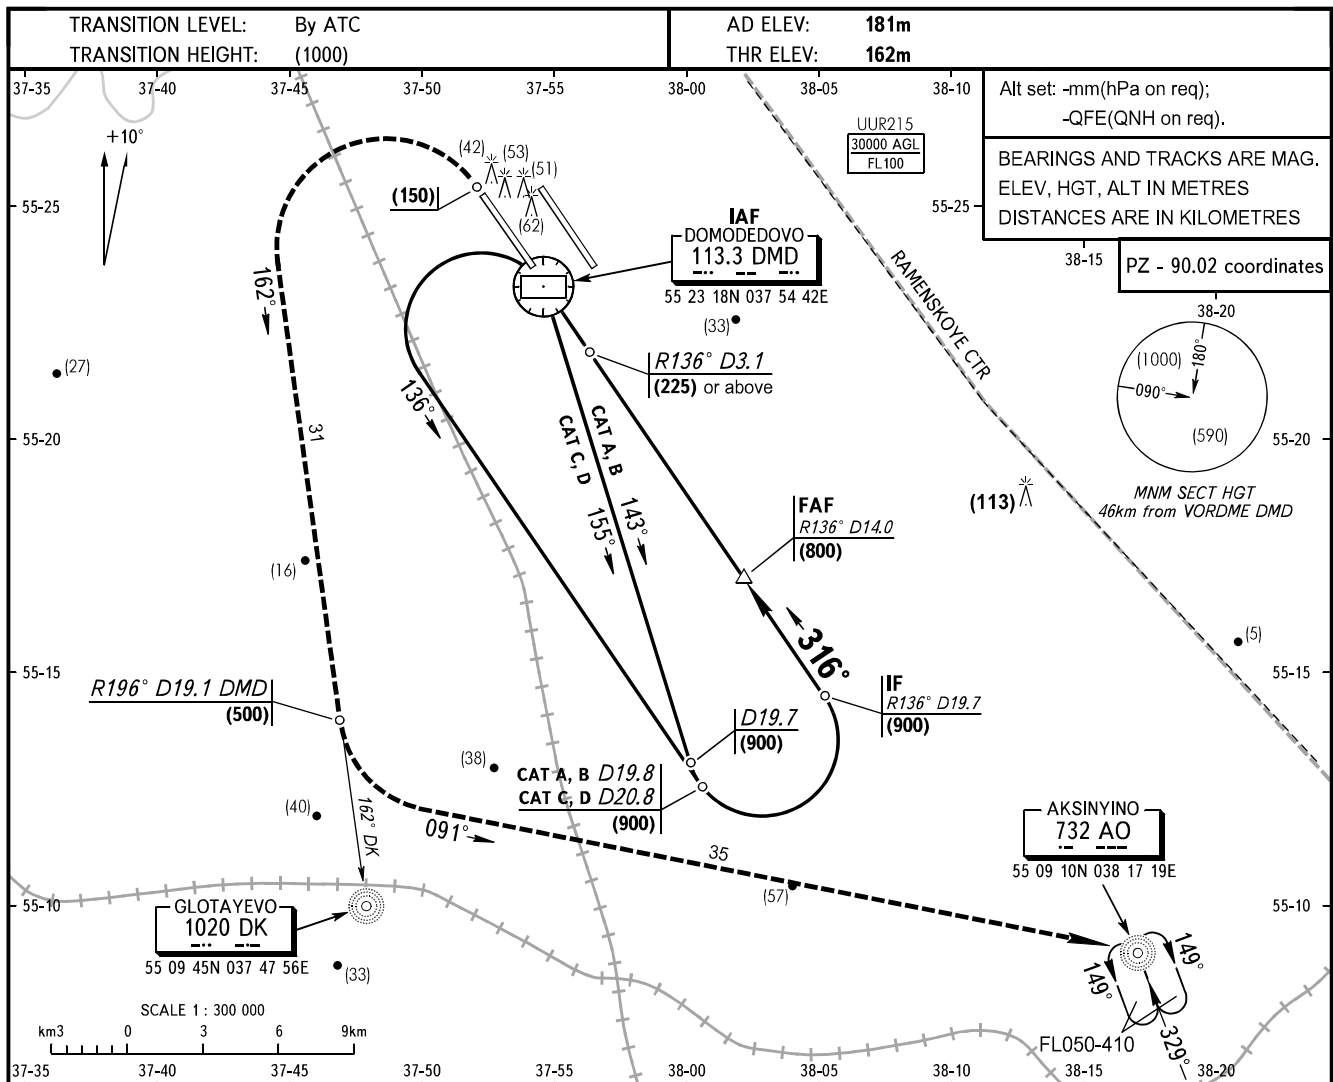 TRANSITION LEVEL: By ATC
TRANSITION HEIGHT: (1000)
AD ELEV: 181m
THR ELEV: 162m
37-35 37-40 37-45 37-50 37-55 38-00 38-05 38-10
Alt set: -mm(hPa on req);
-QFE(QNH on req).
BEARINGS AND TRACKS ARE MAG.
ELEV, HGT, ALT IN METRES
DISTANCES ARE IN KILOMETRES
38-15
PZ - 90.02 coordinates
38-20
+10°
UUR215
30000 AGL
FL100
(42) (53) (51)
(62)
(150)
55-25
55-25
IAF
DOMODEDOVO
113.3 DMD
55 23 18N 037 54 42E
(33)
RAMENSKOYE CTR
162°
(27)
R136° D3.1
(225) or above
(1000)
180°
090°
(590)
MNM SECT HGT
46km from VORDME DMD
136°
31
CAT A, B 143°
CAT C, D 155°
55-20
55-20
(113)
FAF
R136° D14.0
(800)
(16)
316°
(5)
55-15
55-15
R196° D19.1 DMD
(500)
IF
R136° D19.7
(900)
D19.7
(900)
(38)
CAT A, B D19.8
CAT C, D D20.8
(900)
(40)
162° DK
091°
35
(57)
AKSINYINO
732 AO
55 09 10N 038 17 19E
55-10
55-10
GLOTAYEVO
1020 DK
55 09 45N 037 47 56E
(33)
149°
149°
FL050-410
329°
SCALE 1 : 300 000
km3 0 3 6 9km
37-35 37-40 37-45 37-50 37-55 38-00 38-05 38-10 38-15 38-20